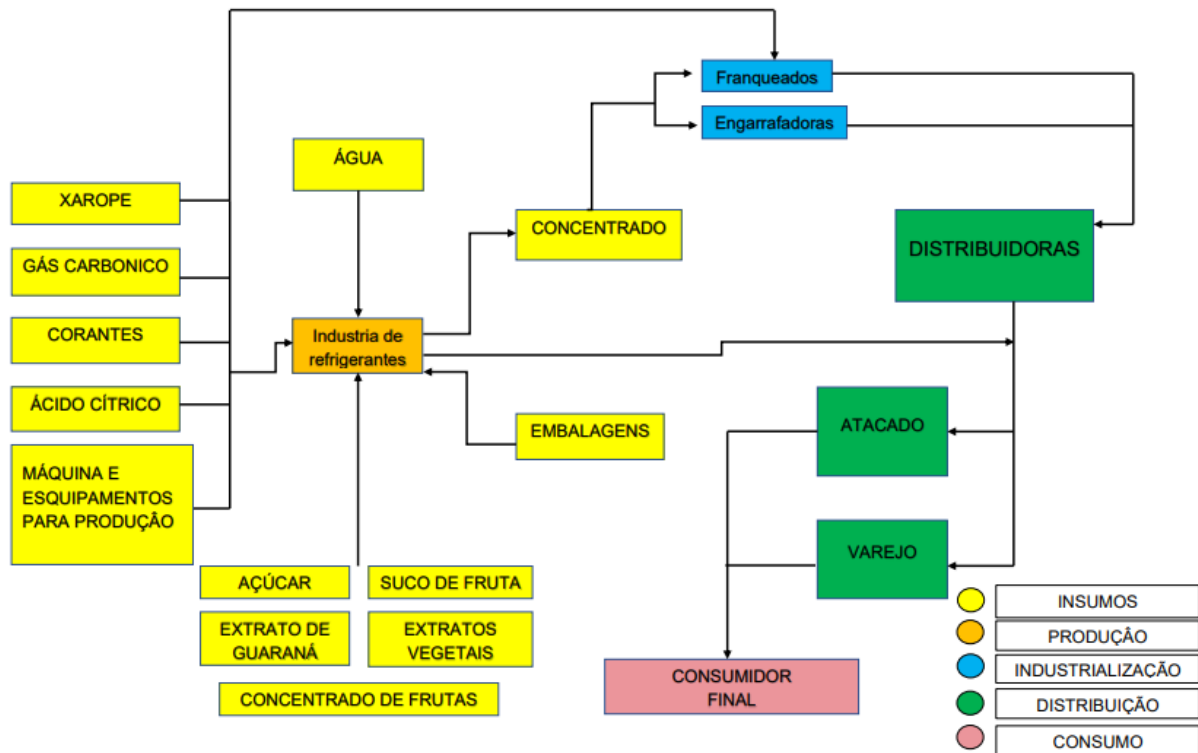 Franqueados
Engarrafadoras
ÁGUA
XAROPE
CONCENTRADO
DISTRIBUIDORAS
GÁS CARBONICO
CORANTES
Industria de
refrigerantes
ÁCIDO CÍTRICO
EMBALAGENS
ATACADO
MÁQUINA E
ESQUIPAMENTOS
PARA PRODUÇÂO
VAREJO
AÇÚCAR
SUCO DE FRUTA
EXTRATO DE
GUARANÁ
EXTRATOS
VEGETAIS
CONCENTRADO DE FRUTAS
CONSUMIDOR
FINAL
INSUMOS
PRODUÇÂO
INDUSTRIALIZAÇÃO
DISTRIBUIÇÃO
CONSUMO